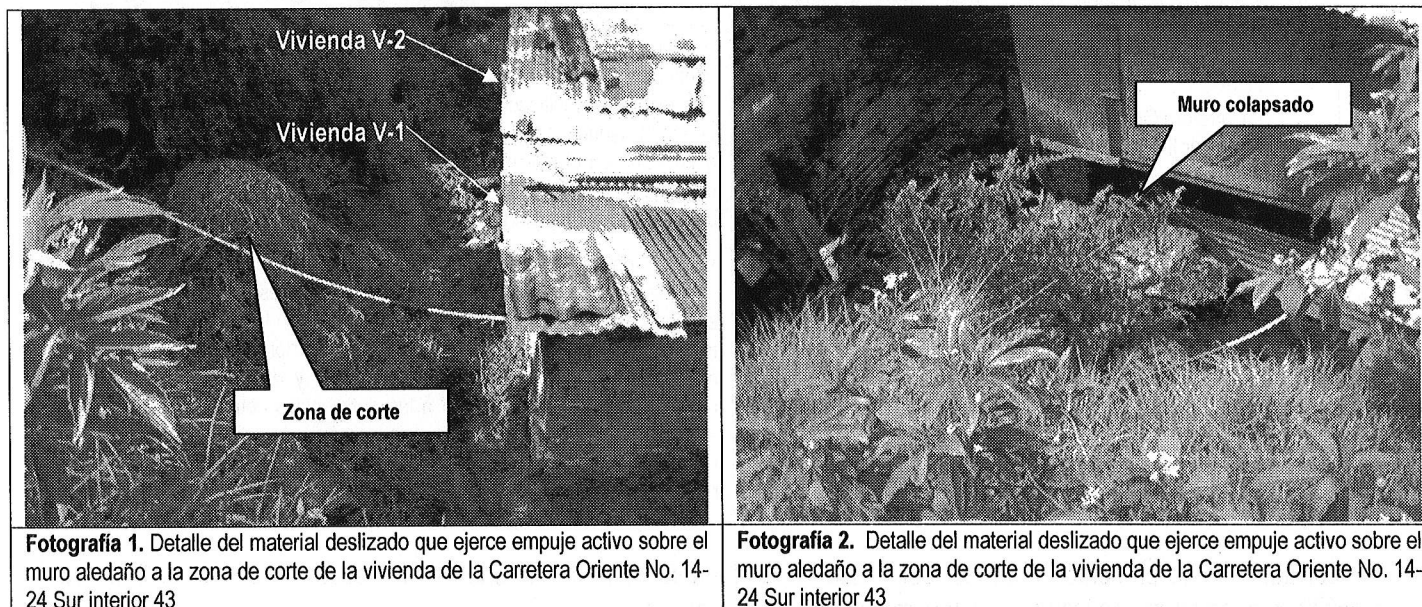 Vivienda V-2
Vivienda V-1
Zona de corte
Muro colapsado
Fotografía 1. Detalle del material deslizado que ejerce empuje activo sobre el
muro aledaño a la zona de corte de la vivienda de la Carretera Oriente No. 14-
24 Sur interior 43
Fotografía 2. Detalle del material deslizado que ejerce empuje activo sobre el
muro aledaño a la zona de corte de la vivienda de la Carretera Oriente No. 14-
24 Sur interior 43